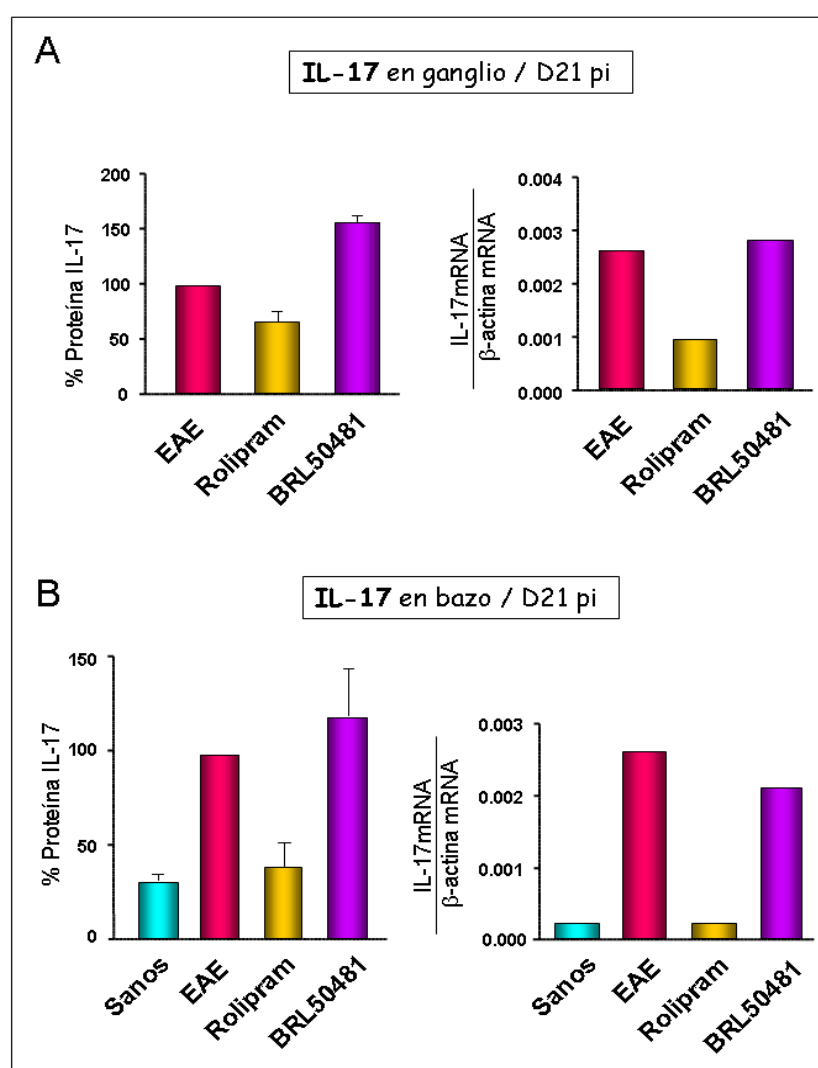 A
IL-17 en ganglio / D21 pi
% Proteína IL-17
200
150
100
50
0
EAE
Rolipram
BRL50481
IL-17mRNA
β-actina mRNA
0.004
0.003
0.002
0.001
0.000
EAE
Rolipram
BRL50481
B
IL-17 en bazo / D21 pi
% Proteína IL-17
150
100
50
0
Sanos
EAE
Rolipram
BRL50481
IL-17mRNA
β-actina mRNA
0.003
0.002
0.001
0.000
Sanos
EAE
Rolipram
BRL50481